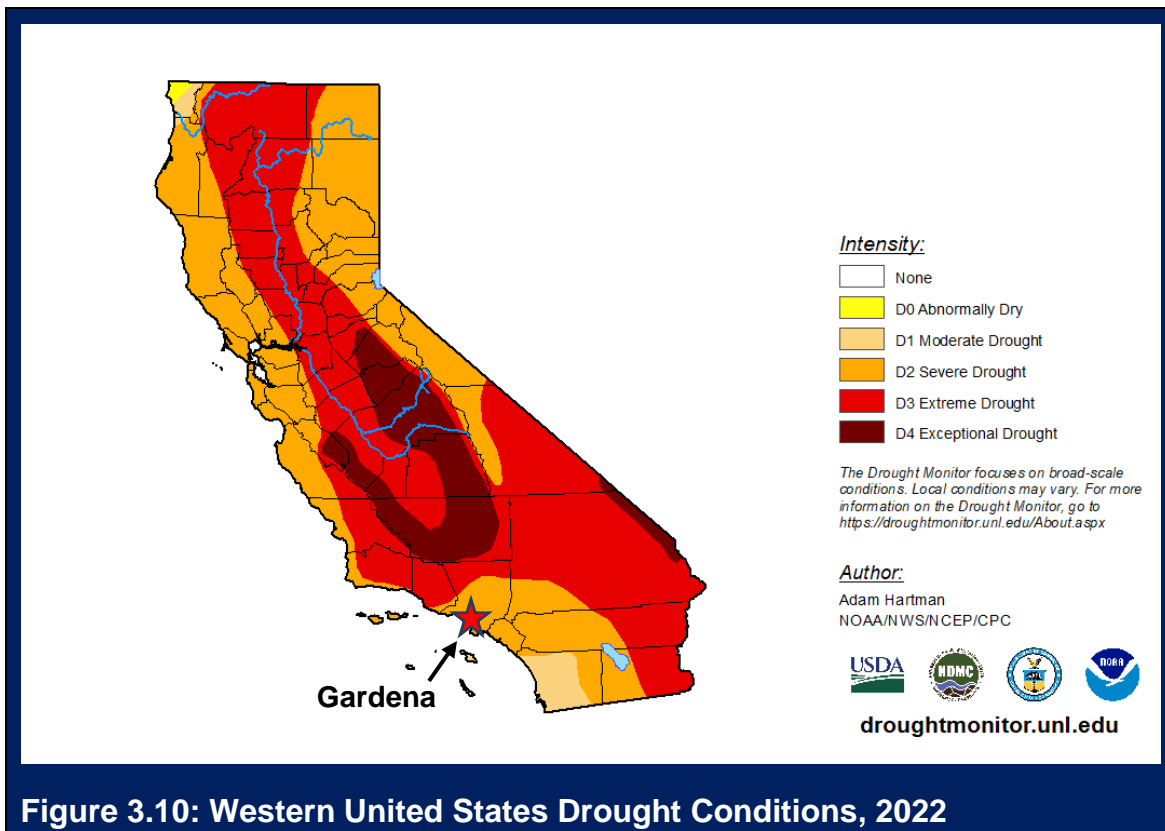 Intensity:
None
D0 Abnormally Dry
D1 Moderate Drought
D2 Severe Drought
D3 Extreme Drought
D4 Exceptional Drought
The Drought Monitor focuses on broad-scale
conditions. Local conditions may vary. For more
information on the Drought Monitor, go to
https://droughtmonitor.unl.edu/About.aspx
Author:
Adam Hartman
NOAA/NWS/NCEP/CPC
USDA
NDMC
NOAA
droughtmonitor.unl.edu
Gardena
Figure 3.10: Western United States Drought Conditions, 2022